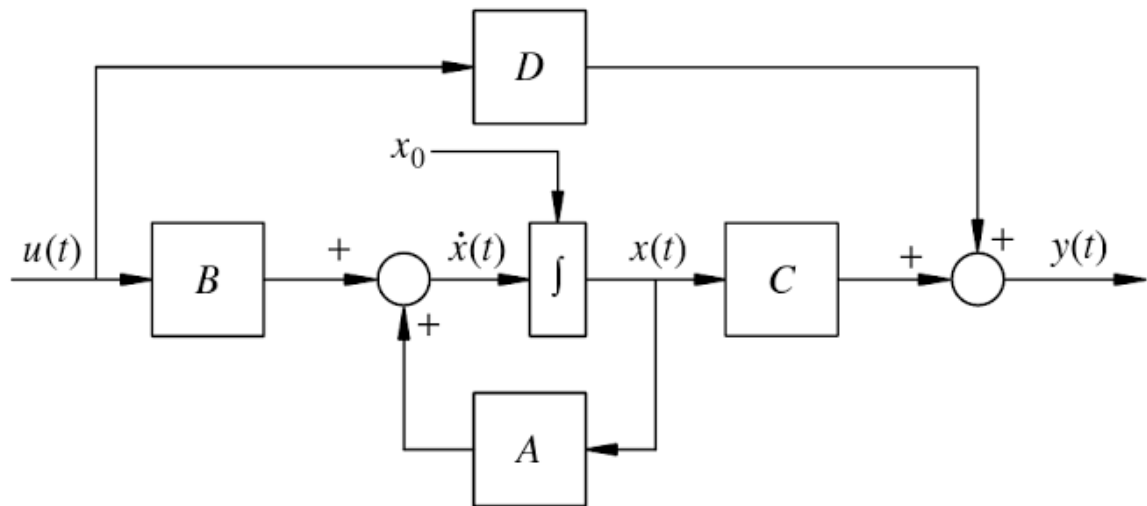 D
x₀
u(t) B + ẋ(t) ∫ x(t) C + + y(t)
+
A